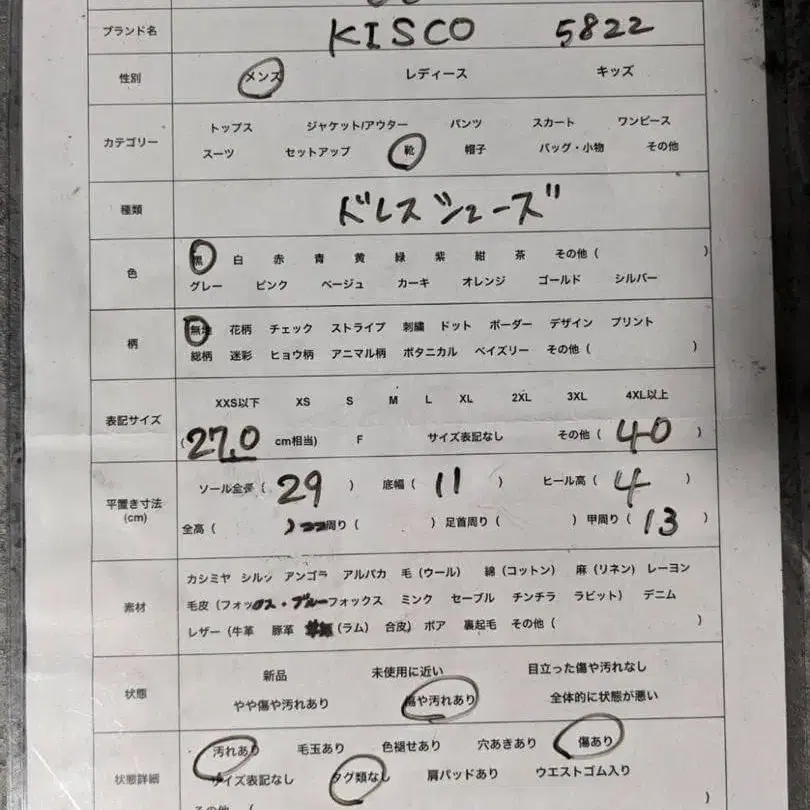 ブランド名 KISCO 5822
性別 メンズ レディース キッズ
カテゴリー
トップス ジャケット/アウター パンツ スカート ワンピース
スーツ セットアップ 靴 帽子 バッグ・小物 その他
種類 ドレスシューズ
色
黒 白 赤 青 黄 緑 紫 紺 茶 その他 ( )
グレー ピンク ベージュ カーキ オレンジ ゴールド シルバー
柄
無地 花柄 チェック ストライプ 刺繍 ドット ボーダー デザイン プリント
総柄 迷彩 ヒョウ柄 アニマル柄 ボタニカル ペイズリー その他 ( )
表記サイズ
XXS以下 XS S M L XL 2XL 3XL 4XL以上
(27.0 cm相当) F サイズ表記なし その他 ( 40 )
平置き寸法
(cm)
ソール全長 ( 29 ) 底幅 ( 11 ) ヒール高 ( 4 )
全高 ( ) 周り ( ) 足首周り ( ) 甲周り ( 13 )
素材
カシミヤ シルク アンゴラ アルパカ 毛 (ウール) 綿 (コットン) 麻 (リネン) レーヨン
毛皮 (フォックス・ブルーフォックス ミンク セーブル チンチラ ラビット) デニム
レザー (牛革 豚革 (ラム) 合皮) ボア 裏起毛 その他 ( )
状態
新品 未使用に近い 目立った傷や汚れなし
やや傷や汚れあり 傷や汚れあり 全体的に状態が悪い
状態詳細
汚れあり 毛玉あり 色褪せあり 穴あきあり 傷あり
サイズ表記なし タグ類なし 肩パッドあり ウエストゴム入り
その他 ( )